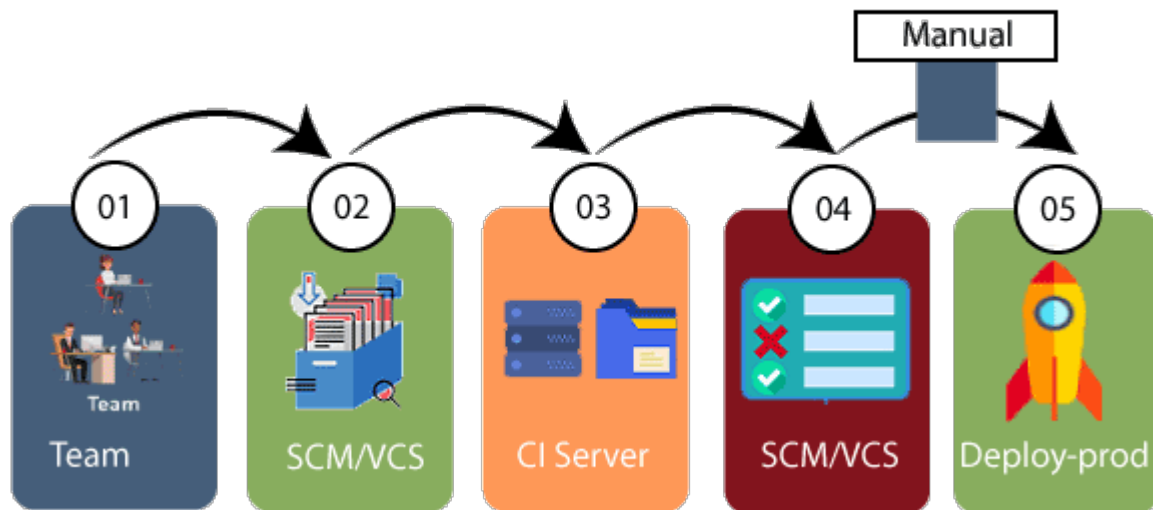 Manual
01
02
03
04
05
Team
Team
SCM/VCS
CI Server
SCM/VCS
Deploy-prod